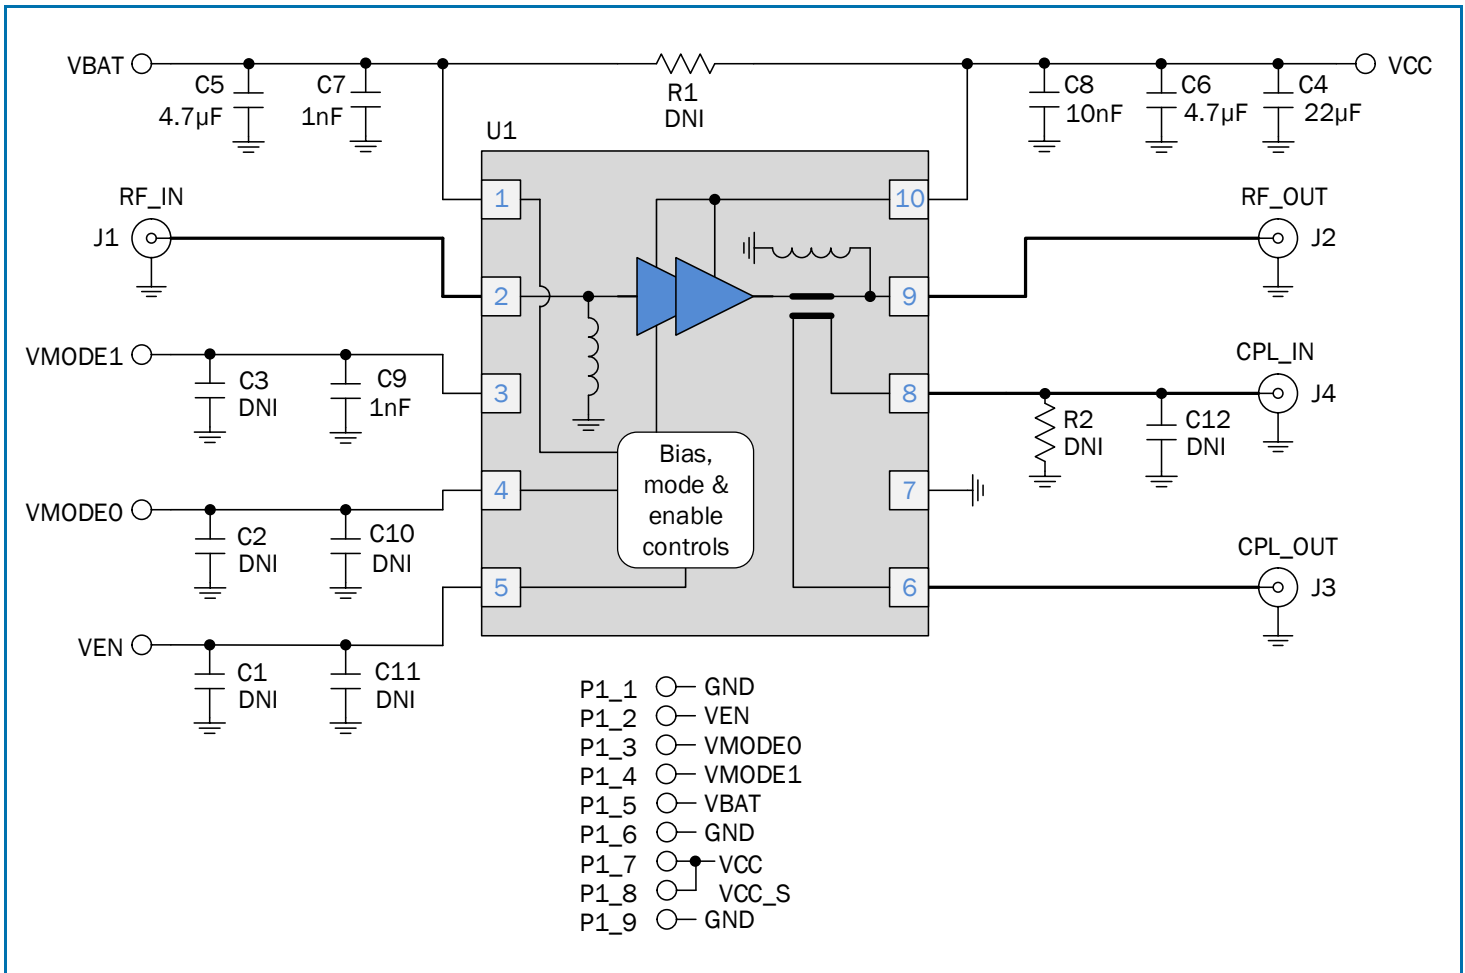 VBAT
C5
4.7µF
C7
1nF
R1
DNI
C8
10nF
C6
4.7µF
C4
22µF
VCC
U1
RF_IN
J1
1
10
RF_OUT
J2
2
9
VMODE1
C3
DNI
C9
1nF
3
8
CPL_IN
J4
R2
DNI
C12
DNI
Bias,
mode &
enable
controls
VMODE0
C2
DNI
C10
DNI
4
7
5
6
CPL_OUT
J3
VEN
C1
DNI
C11
DNI
P1_1 GND
P1_2 VEN
P1_3 VMODE0
P1_4 VMODE1
P1_5 VBAT
P1_6 GND
P1_7 VCC
P1_8 VCC_S
P1_9 GND